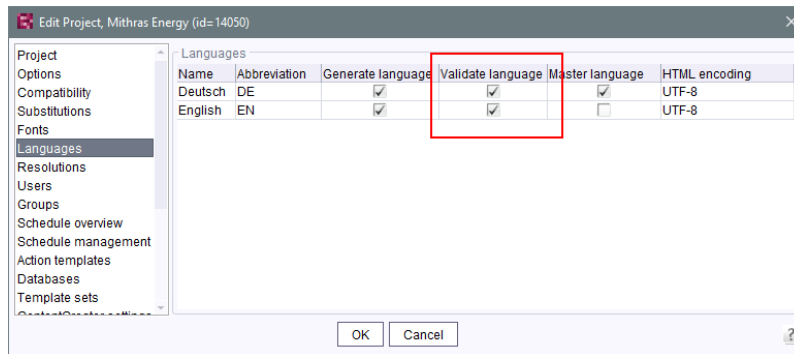 Edit Project, Mithras Energy (id=14050)
Project
Options
Compatibility
Substitutions
Fonts
Languages
Resolutions
Users
Groups
Schedule overview
Schedule management
Action templates
Databases
Template sets
ContentCreator settings
Languages
Name Abbreviation Generate language Validate language Master language HTML encoding
Deutsch DE UTF-8
English EN UTF-8
OK Cancel
?